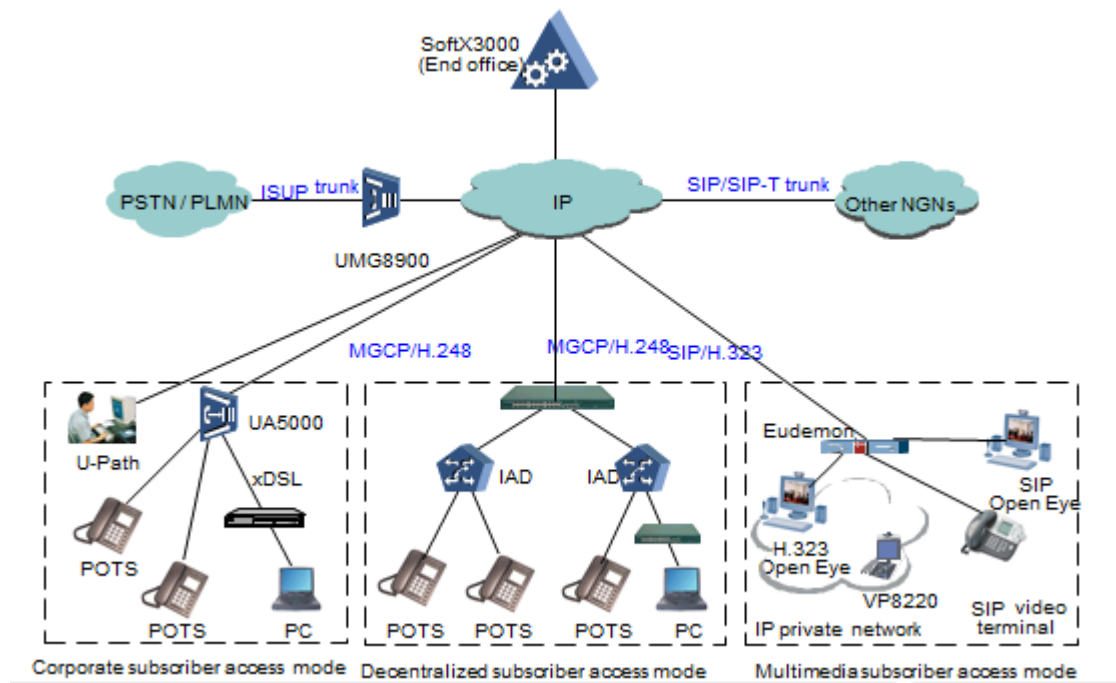 SoftX3000
(End office)
PSTN / PLMN
ISUP trunk
IP
SIP/SIP-T trunk
Other NGNs
UMG8900
MGCP/H.248
MGCP/H.248
SIP/H.323
U-Path
UA5000
xDSL
POTS
POTS
PC
IAD
IAD
POTS
POTS
POTS
PC
Eudemon
SIP
Open Eye
H.323
Open Eye
VP8220
IP private network
SIP video
terminal
Corporate subscriber access mode
Decentralized subscriber access mode
Multimedia subscriber access mode